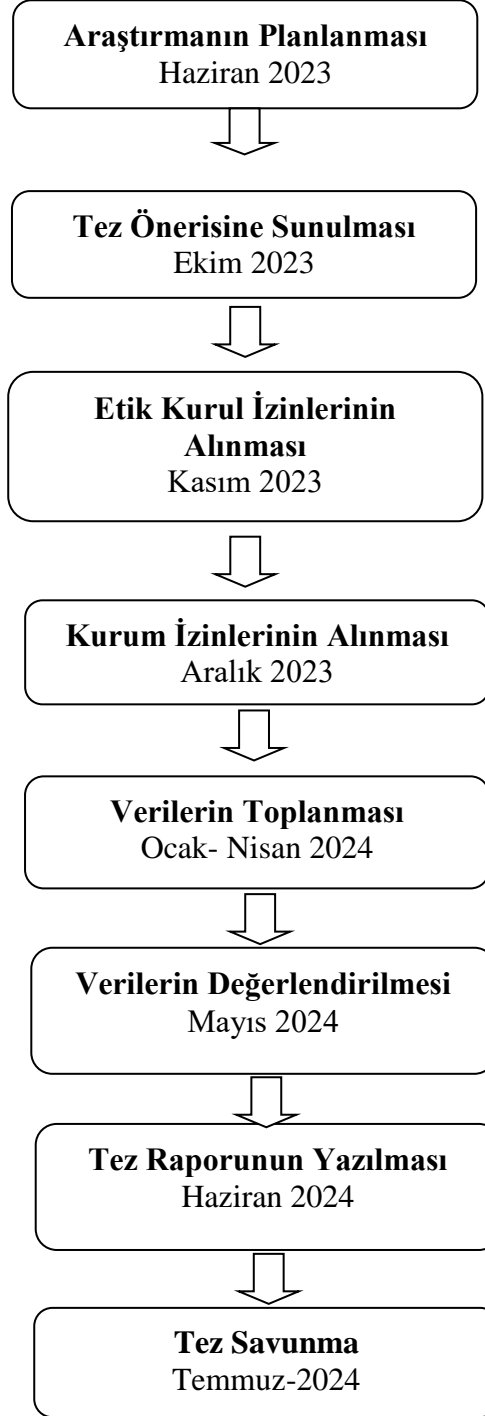 Araştırmanın Planlanması
Haziran 2023
Tez Önerisine Sunulması
Ekim 2023
Etik Kurul İzinlerinin
Alınması
Kasım 2023
Kurum İzinlerinin Alınması
Aralık 2023
Verilerin Toplanması
Ocak- Nisan 2024
Verilerin Değerlendirilmesi
Mayıs 2024
Tez Raporunun Yazılması
Haziran 2024
Tez Savunma
Temmuz-2024